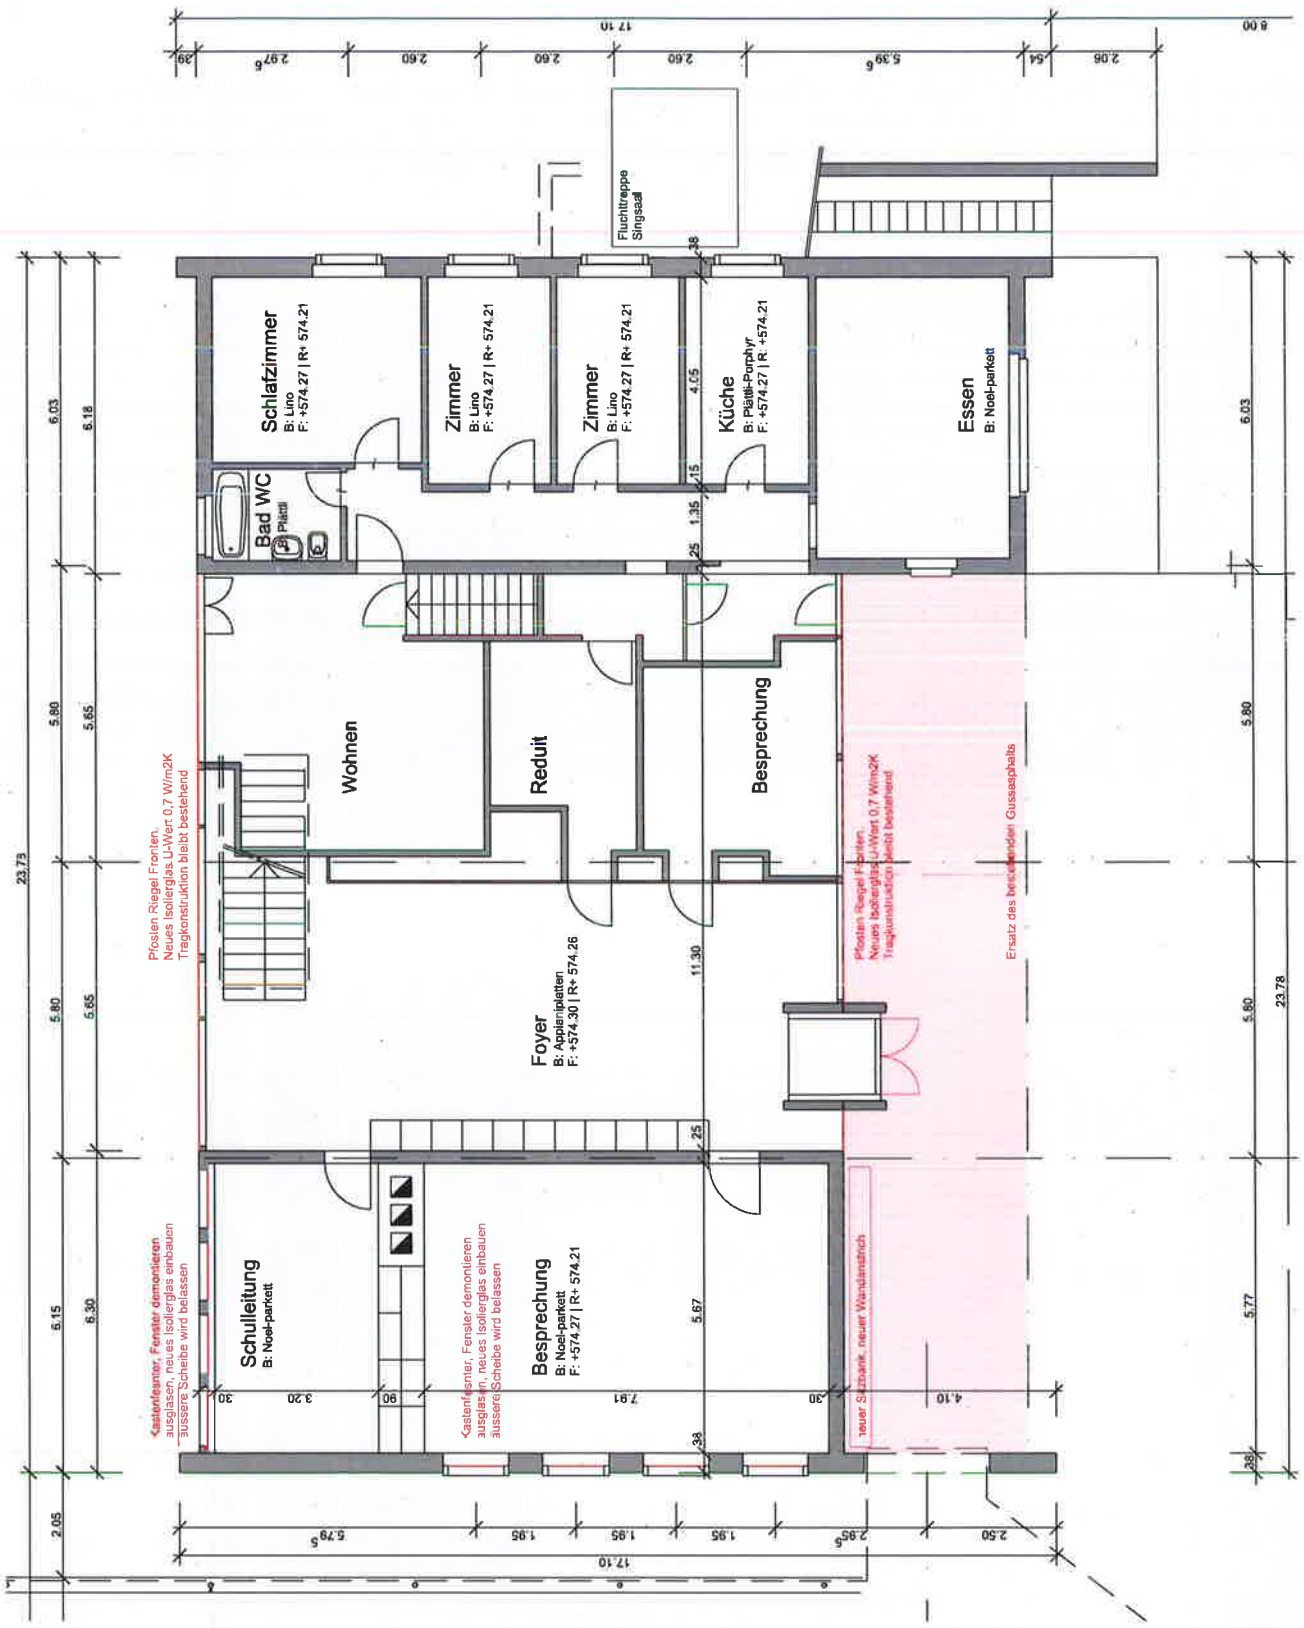 Schlafzimmer
B: Lino
F: +574.27 | R+ 574.21
Zimmer
B: Lino
F: +574.27 | R+ 574.21
Zimmer
B: Lino
F: +574.27 | R+ 574.21
Küche
B: Plättli-Porphyr
F: +574.27 | R: +574.21
Essen
B: Noel-parkett
Bad WC
B: Plättli
Fluchttreppe
Singsaal
Wohnen
Reduit
Besprechung
Foyer
B: Appianiplatten
F: +574.30 | R+ 574.26
Schulleitung
B: Noel-parkett
Besprechung
B: Noel-parkett
F: +574.27 | R+ 574.21
Pfosten Riegel Fronten.
Neues Isolierglas U-Wert 0,7 W/m2K
Tragkonstruktion bleibt bestehend
Pfosten Riegel Fronten.
Neues Isolierglas U-Wert 0,7 W/m2K
Tragkonstruktion bleibt bestehend
Ersatz des bestehenden Gussasphalts
Kastenfesnter, Fenster demontieren
ausglasen, neues Isolierglas einbauen
äussere Scheibe wird belassen
Kastenfesnter, Fenster demontieren
ausglasen, neues Isolierglas einbauen
äussere Scheibe wird belassen
neuer Sitzbank, neuer Wandanstrich
17.10
8.00
39
2.97⁵
2.60
2.60
2.60
5.39⁵
54
2.06
23.73
6.03
5.80
5.80
6.15
2.05
6.18
5.65
5.65
6.30
38
4.05
15
1.35
25
11.30
25
5.67
38
30
3.20
90
7.91
30
4.10
6.03
5.80
5.80
5.77
38
23.78
5.79⁵
1.95
1.95
1.95
2.95⁵
2.50
17.10